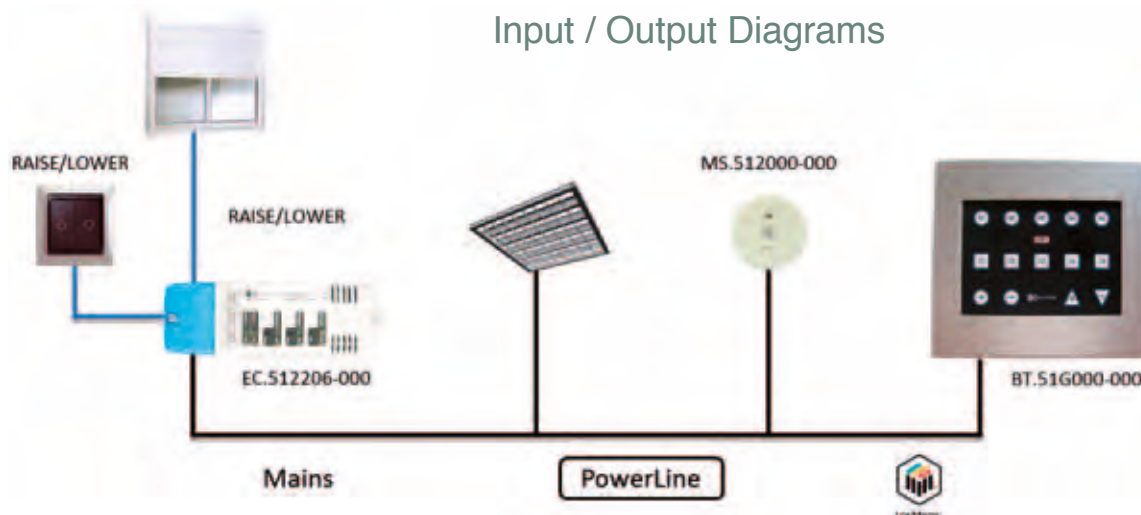 Input / Output Diagrams
RAISE/LOWER
RAISE/LOWER
MS.512000-000
EC.512206-000
BT.51G000-000
Mains
PowerLine